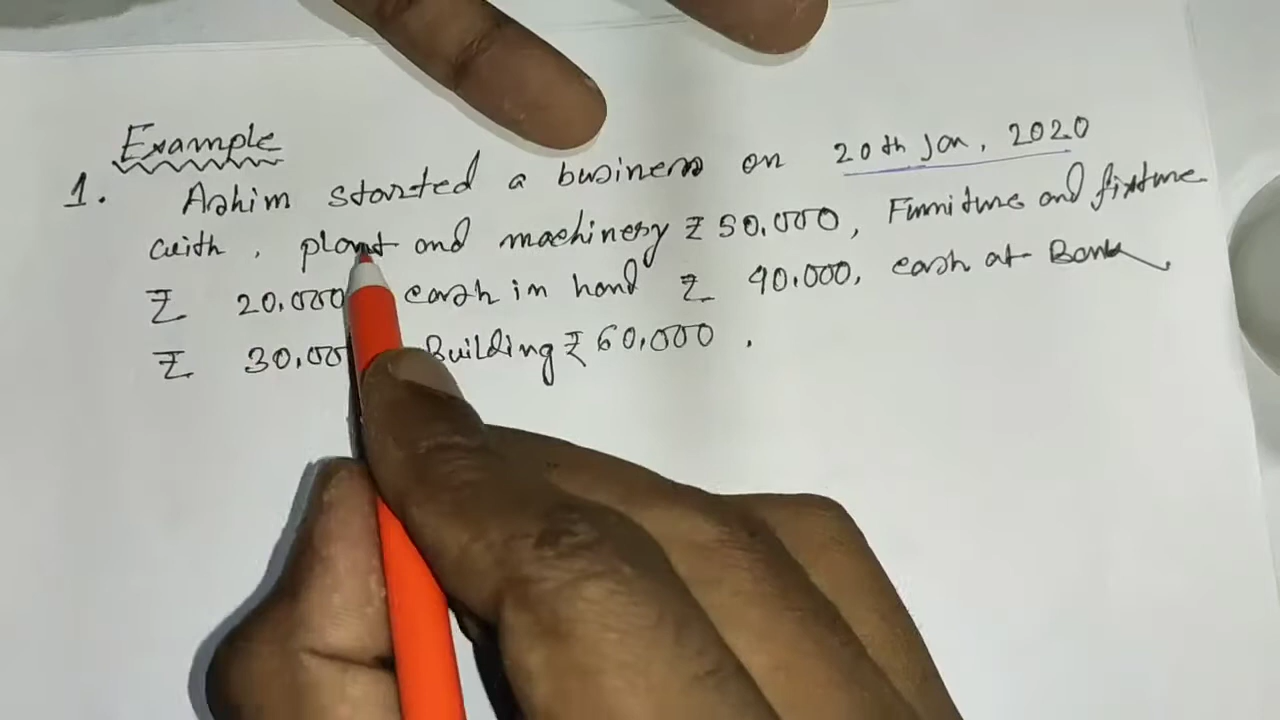 Example
1. Ashim started a business on 20th Jan, 2020
with, plant and machinery ₹ 50,000, Furniture and fixture
₹ 20,000 cash in hand ₹ 40,000, cash at Bank
₹ 30,00 Building ₹ 60,000.